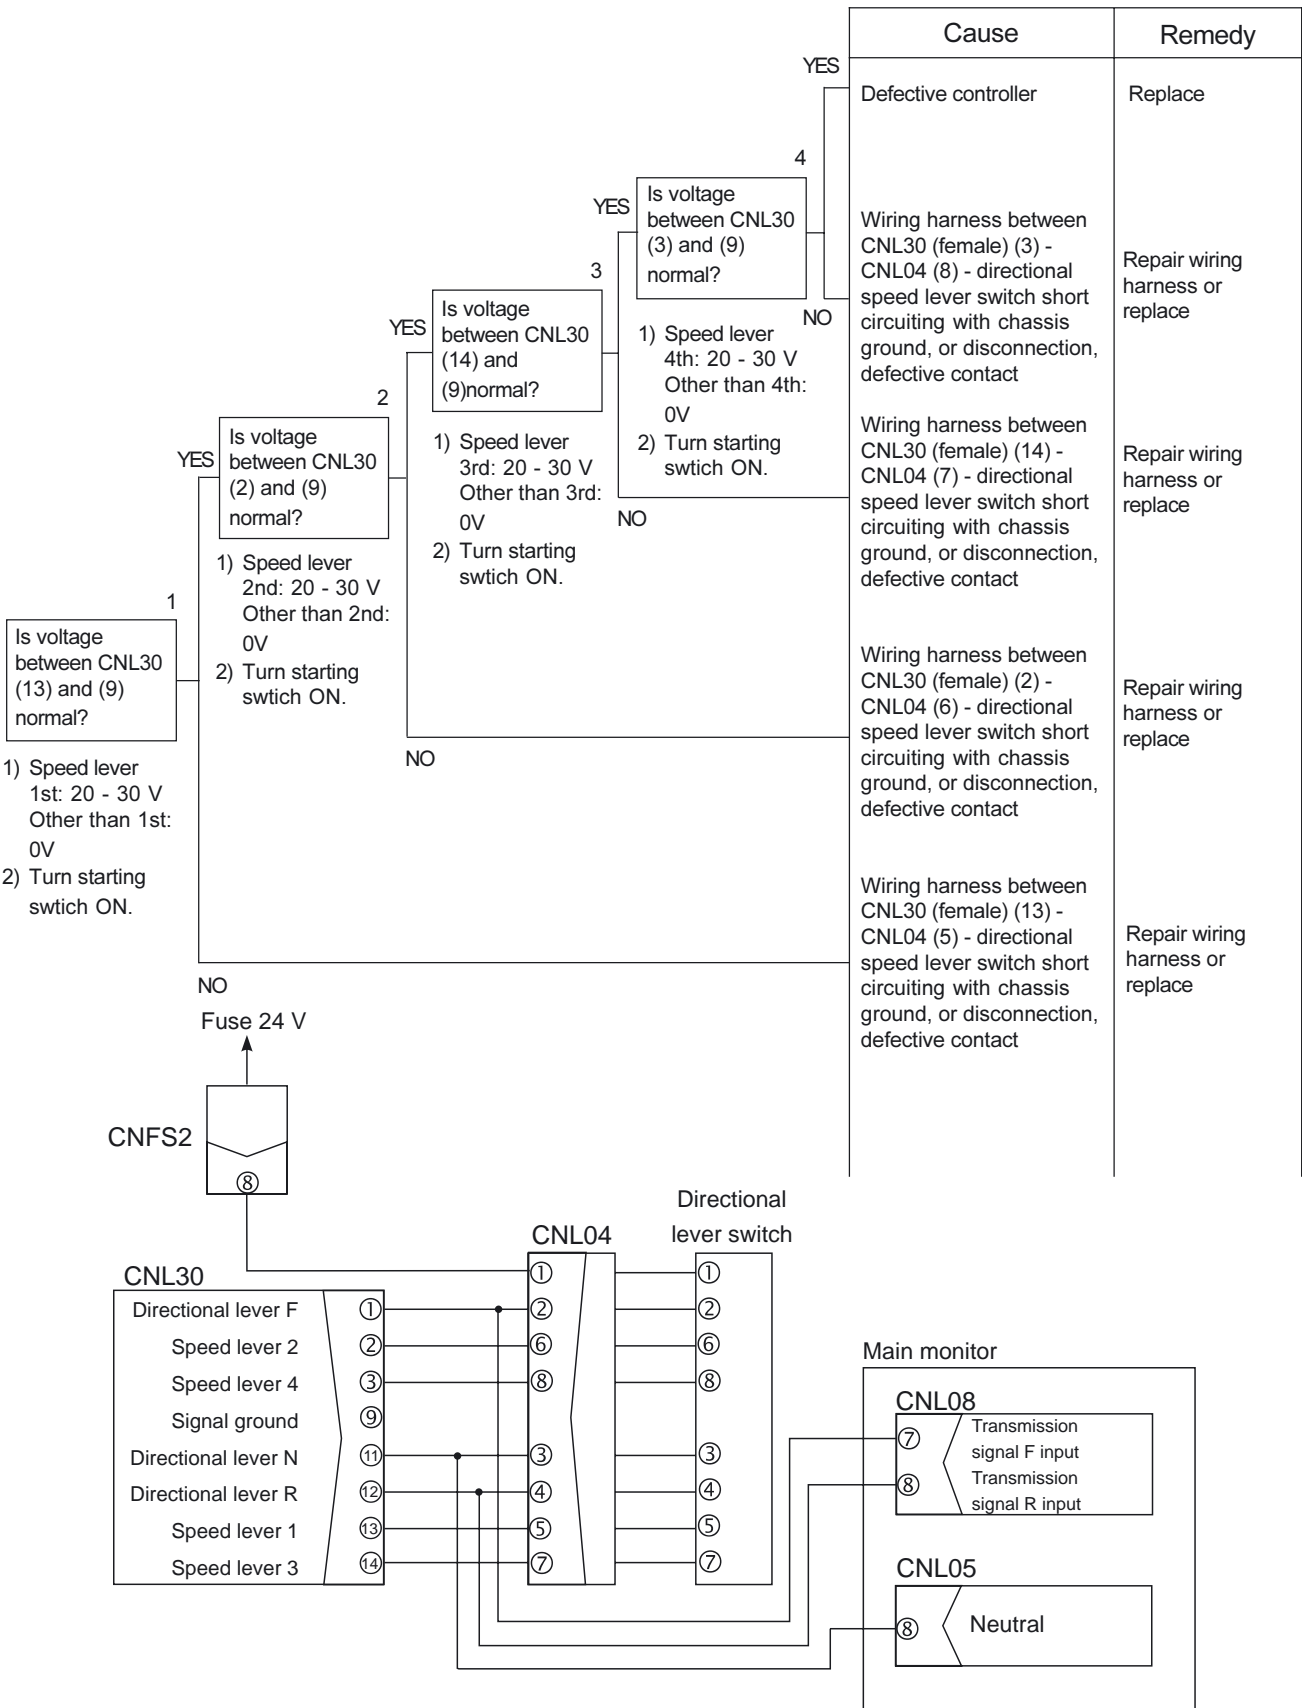 Cause
Remedy
YES
Defective controller
Replace
4
Is voltage
between CNL30
(3) and (9)
normal?
YES
NO
1) Speed lever
4th: 20 - 30 V
Other than 4th:
0V
2) Turn starting
swtich ON.
Wiring harness between
CNL30 (female) (3) -
CNL04 (8) - directional
speed lever switch short
circuiting with chassis
ground, or disconnection,
defective contact
Repair wiring
harness or
replace
3
Is voltage
between CNL30
(14) and
(9)normal?
YES
NO
1) Speed lever
3rd: 20 - 30 V
Other than 3rd:
0V
2) Turn starting
swtich ON.
Wiring harness between
CNL30 (female) (14) -
CNL04 (7) - directional
speed lever switch short
circuiting with chassis
ground, or disconnection,
defective contact
Repair wiring
harness or
replace
2
Is voltage
between CNL30
(2) and (9)
normal?
YES
NO
1) Speed lever
2nd: 20 - 30 V
Other than 2nd:
0V
2) Turn starting
swtich ON.
Wiring harness between
CNL30 (female) (2) -
CNL04 (6) - directional
speed lever switch short
circuiting with chassis
ground, or disconnection,
defective contact
Repair wiring
harness or
replace
1
Is voltage
between CNL30
(13) and (9)
normal?
1) Speed lever
1st: 20 - 30 V
Other than 1st:
0V
2) Turn starting
swtich ON.
NO
Wiring harness between
CNL30 (female) (13) -
CNL04 (5) - directional
speed lever switch short
circuiting with chassis
ground, or disconnection,
defective contact
Repair wiring
harness or
replace
Fuse 24 V
CNFS2
⑧
CNL30
Directional lever F ①
Speed lever 2 ②
Speed lever 4 ③
Signal ground ⑨
Directional lever N ⑪
Directional lever R ⑫
Speed lever 1 ⑬
Speed lever 3 ⑭
CNL04
①
②
⑥
⑧
③
④
⑤
⑦
Directional
lever switch
①
②
⑥
⑧
③
④
⑤
⑦
Main monitor
CNL08
⑦ Transmission
signal F input
⑧ Transmission
signal R input
CNL05
⑧ Neutral